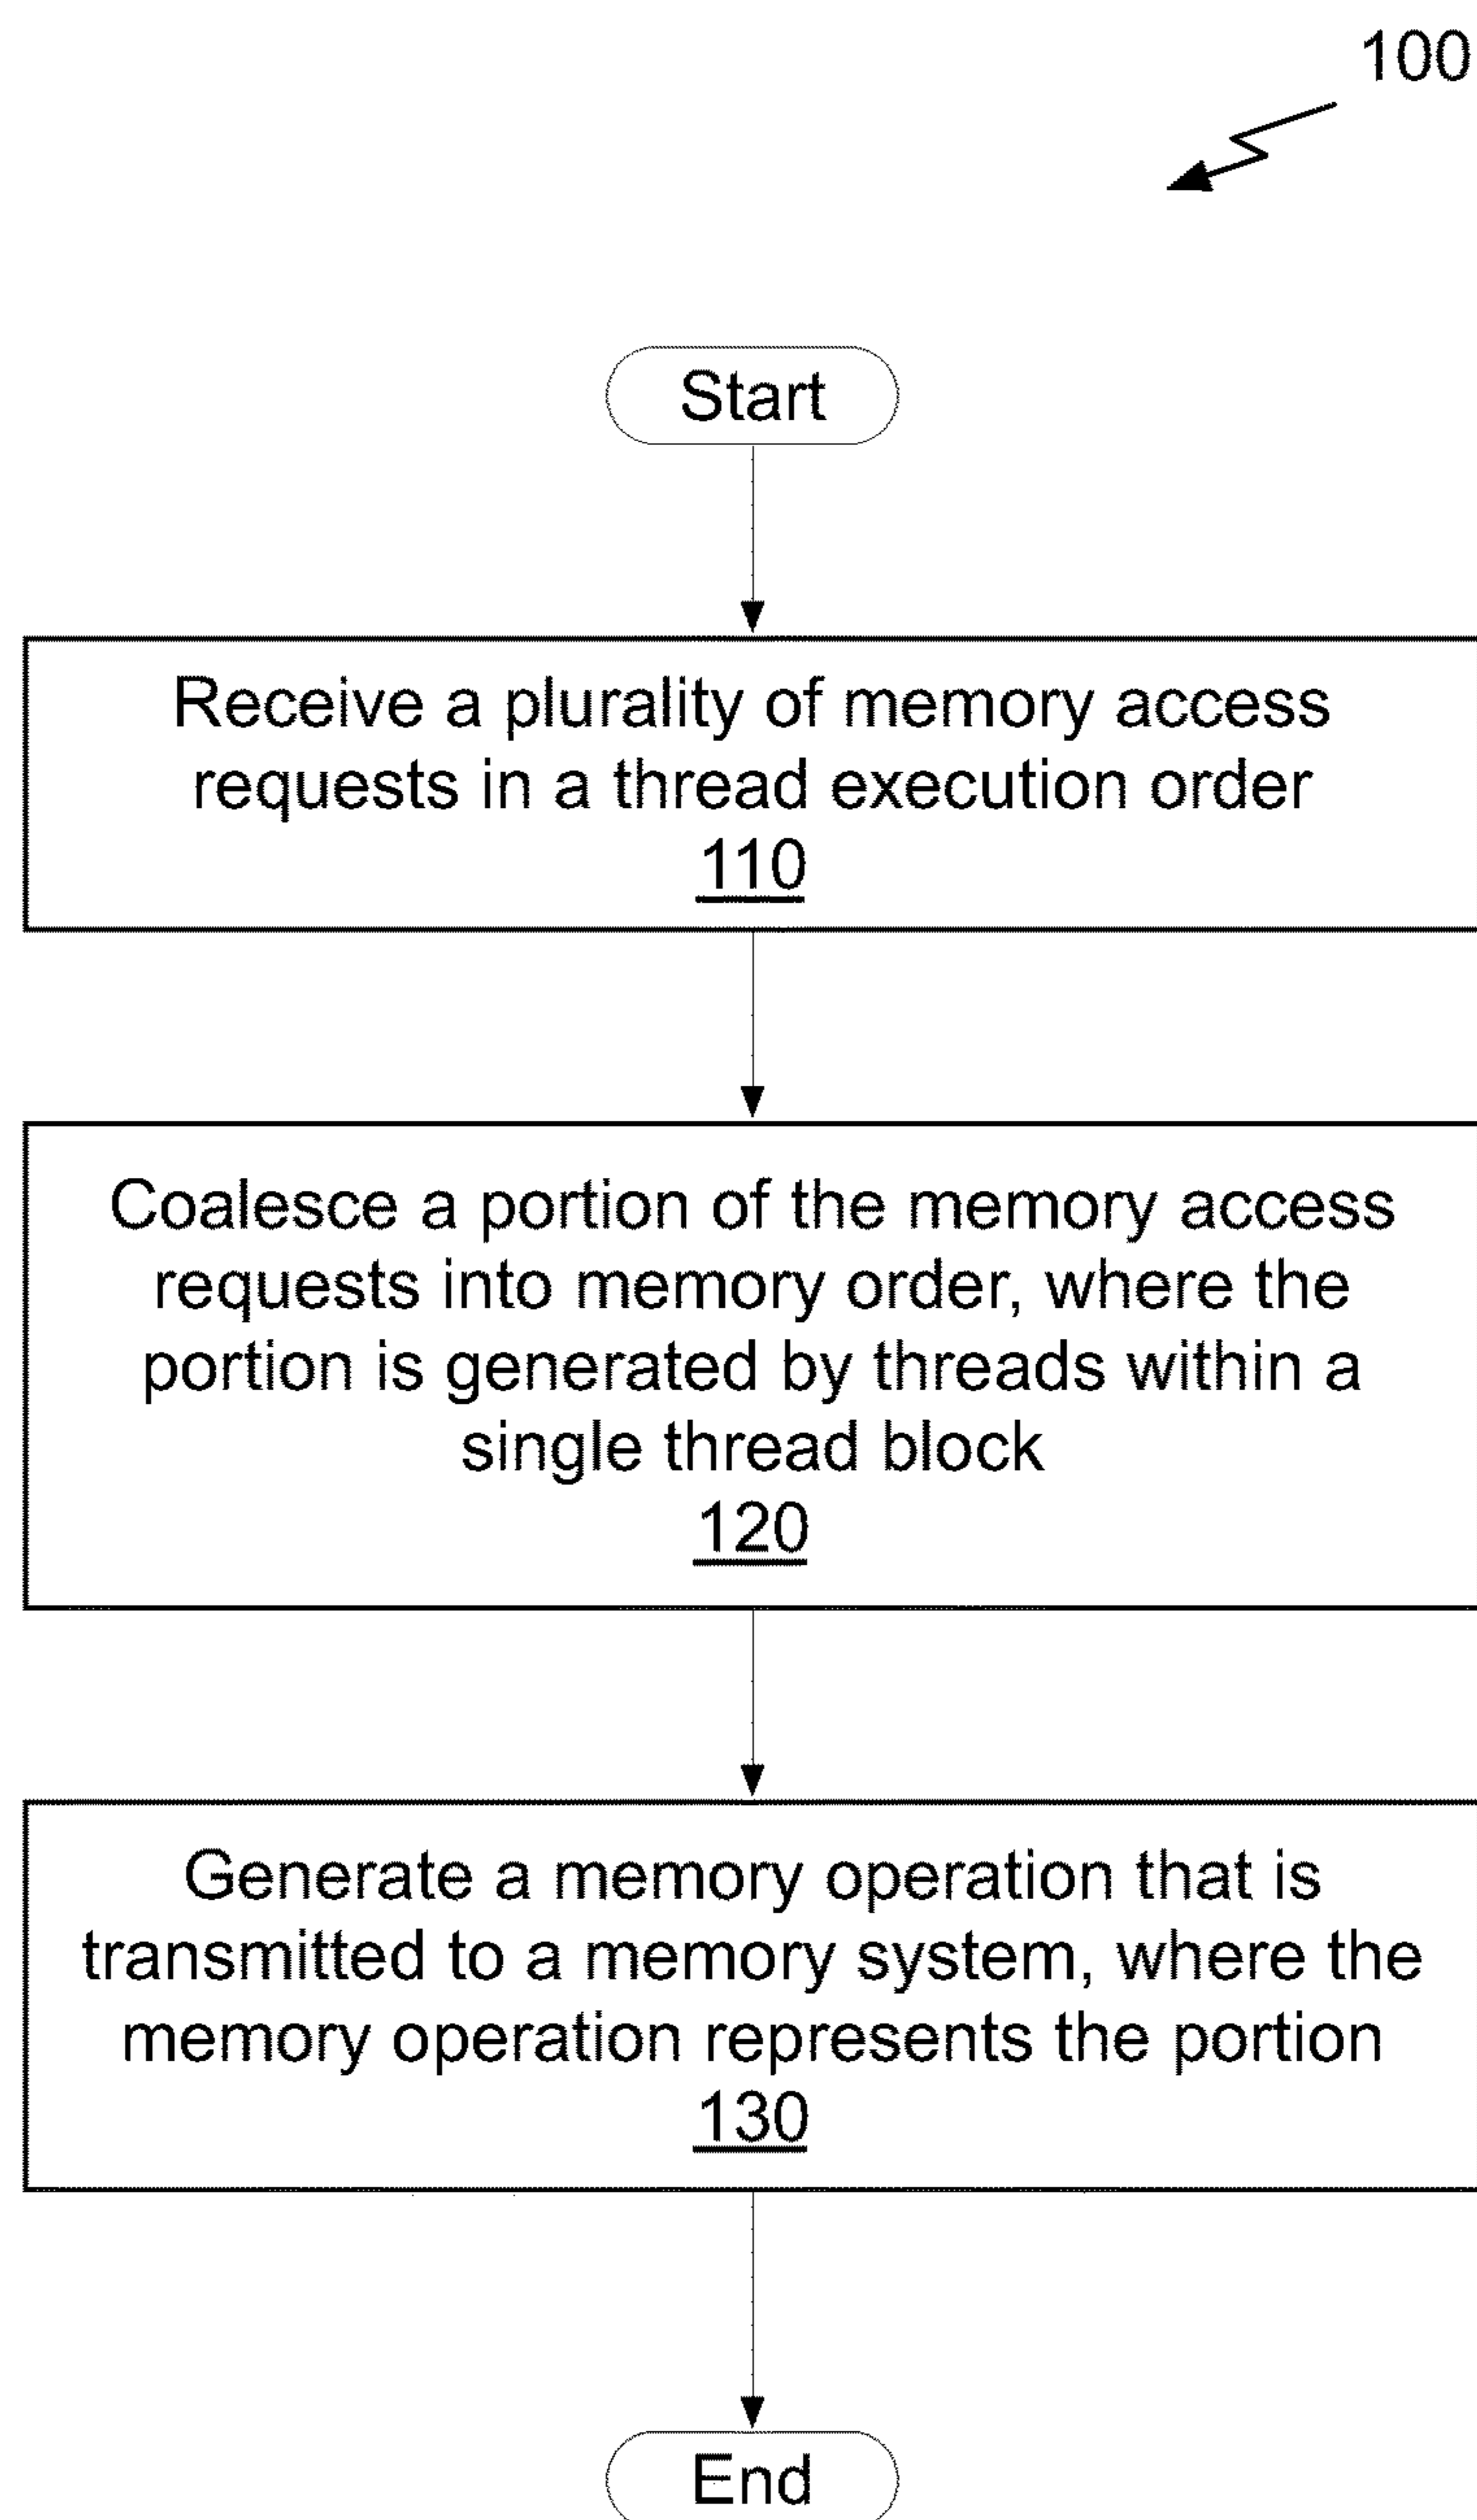 100
Start
Receive a plurality of memory access
requests in a thread execution order
110
Coalesce a portion of the memory access
requests into memory order, where the
portion is generated by threads within a
single thread block
120
Generate a memory operation that is
transmitted to a memory system, where the
memory operation represents the portion
130
End